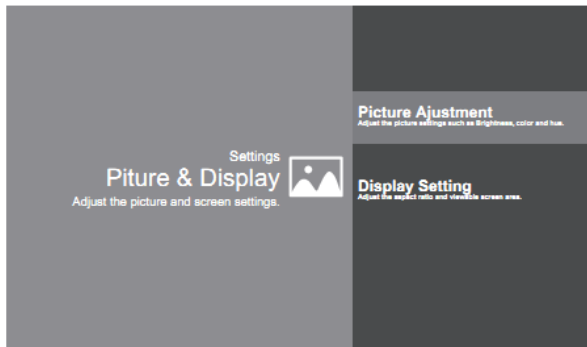 Settings
Piture & Display
Adjust the picture and screen settings.
Picture Ajustment
Adjust the picture settings such as Brightness, color and hue.
Display Setting
Adjust the aspect ratio and viewable screen area.